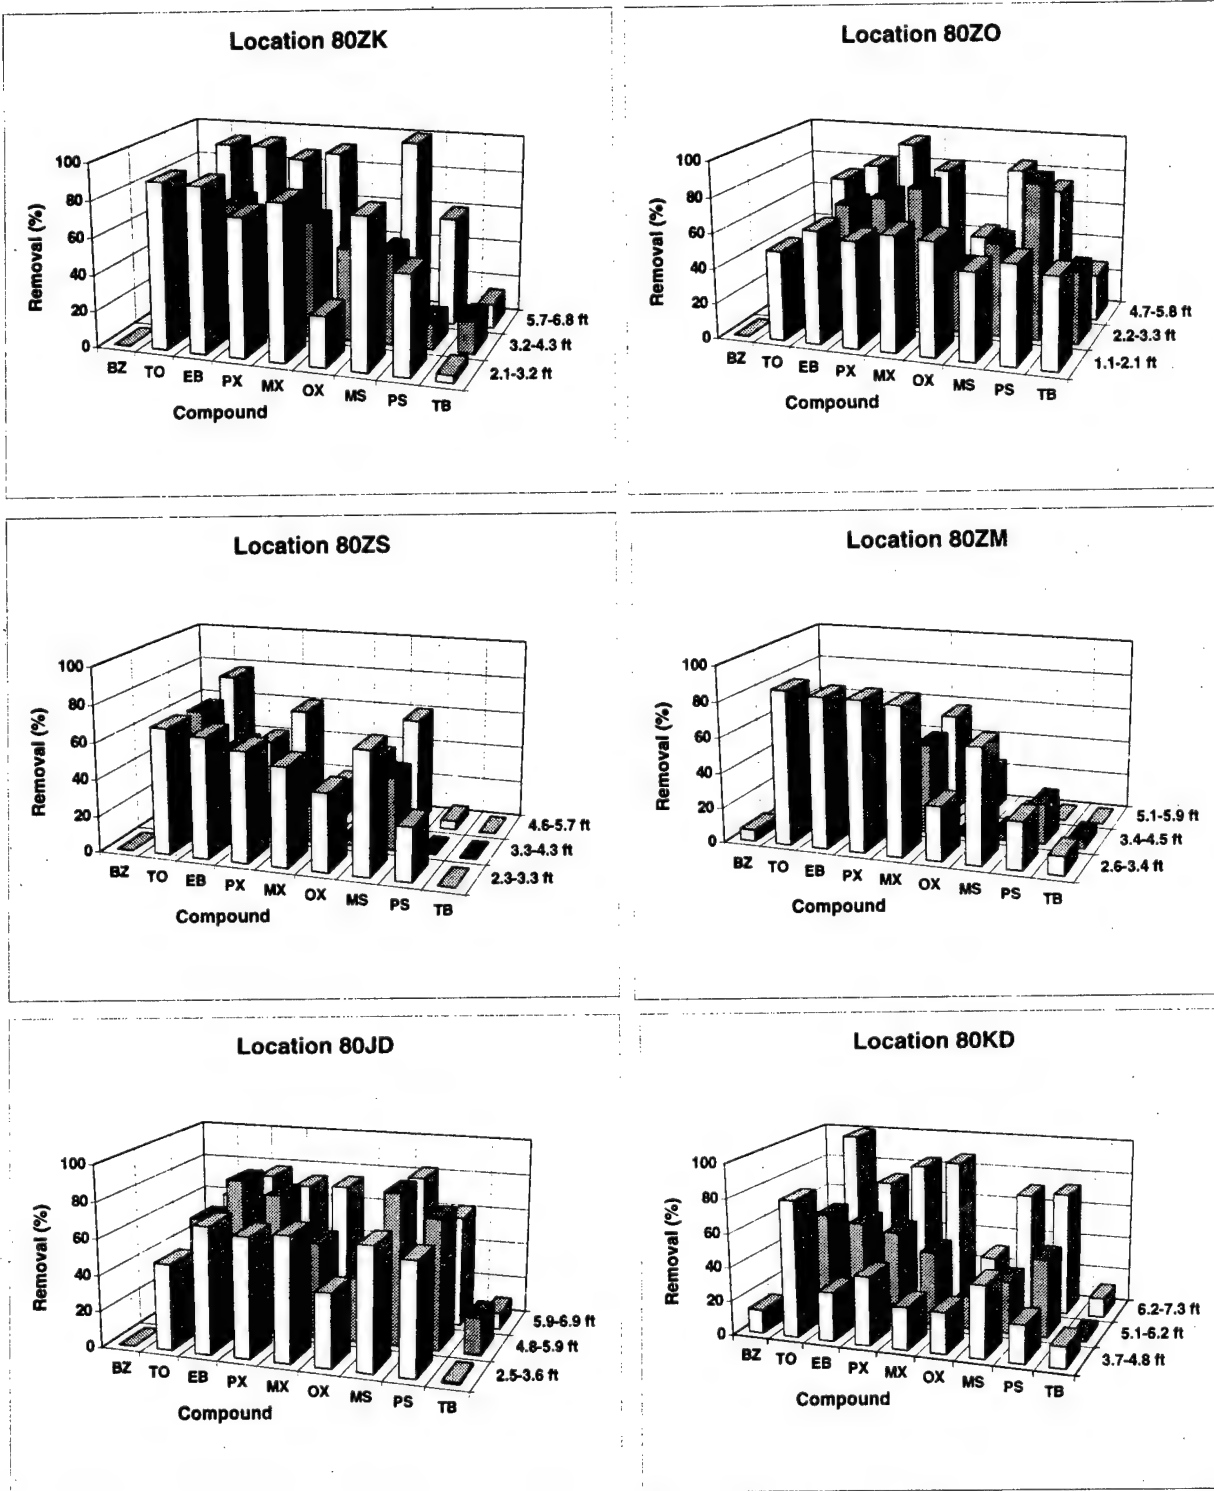 Location 80ZK
Removal (%)
100
80
60
40
20
0
BZ TO EB PX MX OX MS PS TB
Compound
5.7-6.8 ft
3.2-4.3 ft
2.1-3.2 ft
Location 80ZO
Removal (%)
100
80
60
40
20
0
BZ TO EB PX MX OX MS PS TB
Compound
4.7-5.8 ft
2.2-3.3 ft
1.1-2.1 ft
Location 80ZS
Removal (%)
100
80
60
40
20
0
BZ TO EB PX MX OX MS PS TB
Compound
4.6-5.7 ft
3.3-4.3 ft
2.3-3.3 ft
Location 80ZM
Removal (%)
100
80
60
40
20
0
BZ TO EB PX MX OX MS PS TB
Compound
5.1-5.9 ft
3.4-4.5 ft
2.6-3.4 ft
Location 80JD
Removal (%)
100
80
60
40
20
0
BZ TO EB PX MX OX MS PS TB
Compound
5.9-6.9 ft
4.8-5.9 ft
2.5-3.6 ft
Location 80KD
Removal (%)
100
80
60
40
20
0
BZ TO EB PX MX OX MS PS TB
Compound
6.2-7.3 ft
5.1-6.2 ft
3.7-4.8 ft